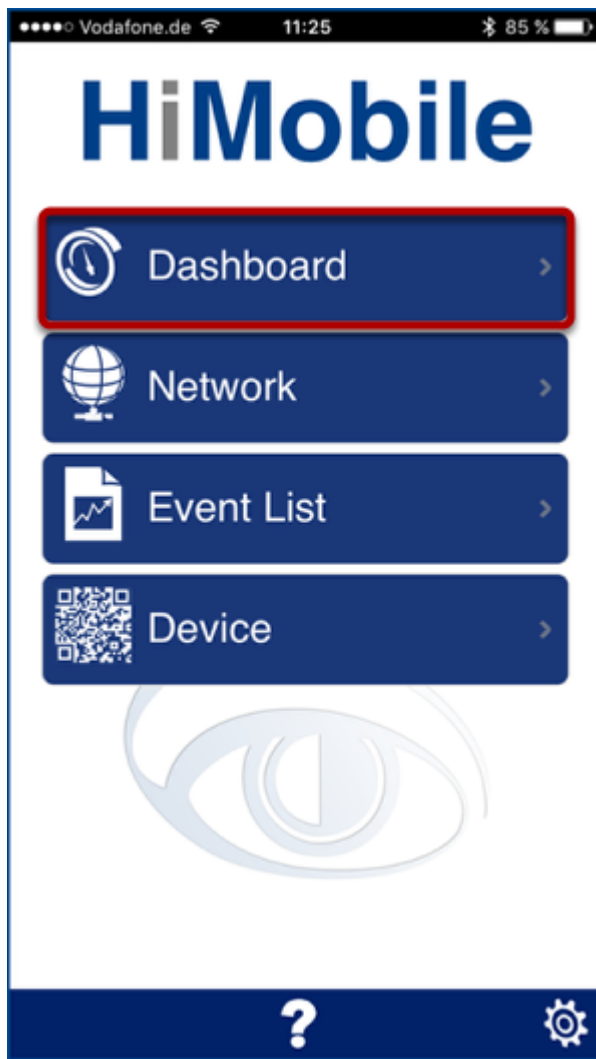 Vodafone.de 11:25 85 %
HiMobile
Dashboard
Network
Event List
Device
?